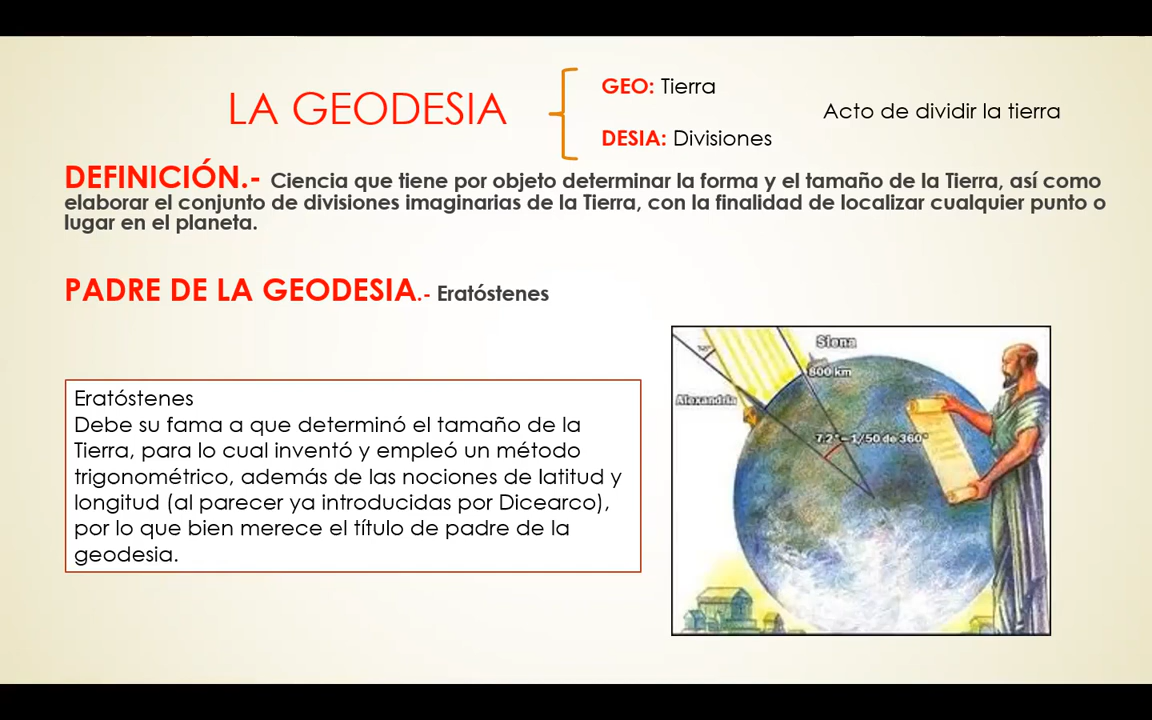 LA GEODESIA
GEO: Tierra
DESIA: Divisiones
Acto de dividir la tierra
DEFINICIÓN.- Ciencia que tiene por objeto determinar la forma y el tamaño de la Tierra, así como
elaborar el conjunto de divisiones imaginarias de la Tierra, con la finalidad de localizar cualquier punto o
lugar en el planeta.
PADRE DE LA GEODESIA.- Eratóstenes
Eratóstenes
Debe su fama a que determinó el tamaño de la
Tierra, para lo cual inventó y empleó un método
trigonométrico, además de las nociones de latitud y
longitud (al parecer ya introducidas por Dicearco),
por lo que bien merece el título de padre de la
geodesia.
Siena
800 km
Alexandria
7.2°=1/50 de 360°